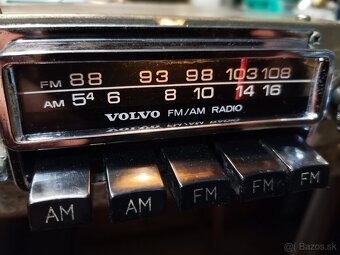 FM 88 93 98 103 108
AM 54 6 8 10 14 16
VOLVO FM/AM RADIO
AM AM FM FM FM
Bazos.sk